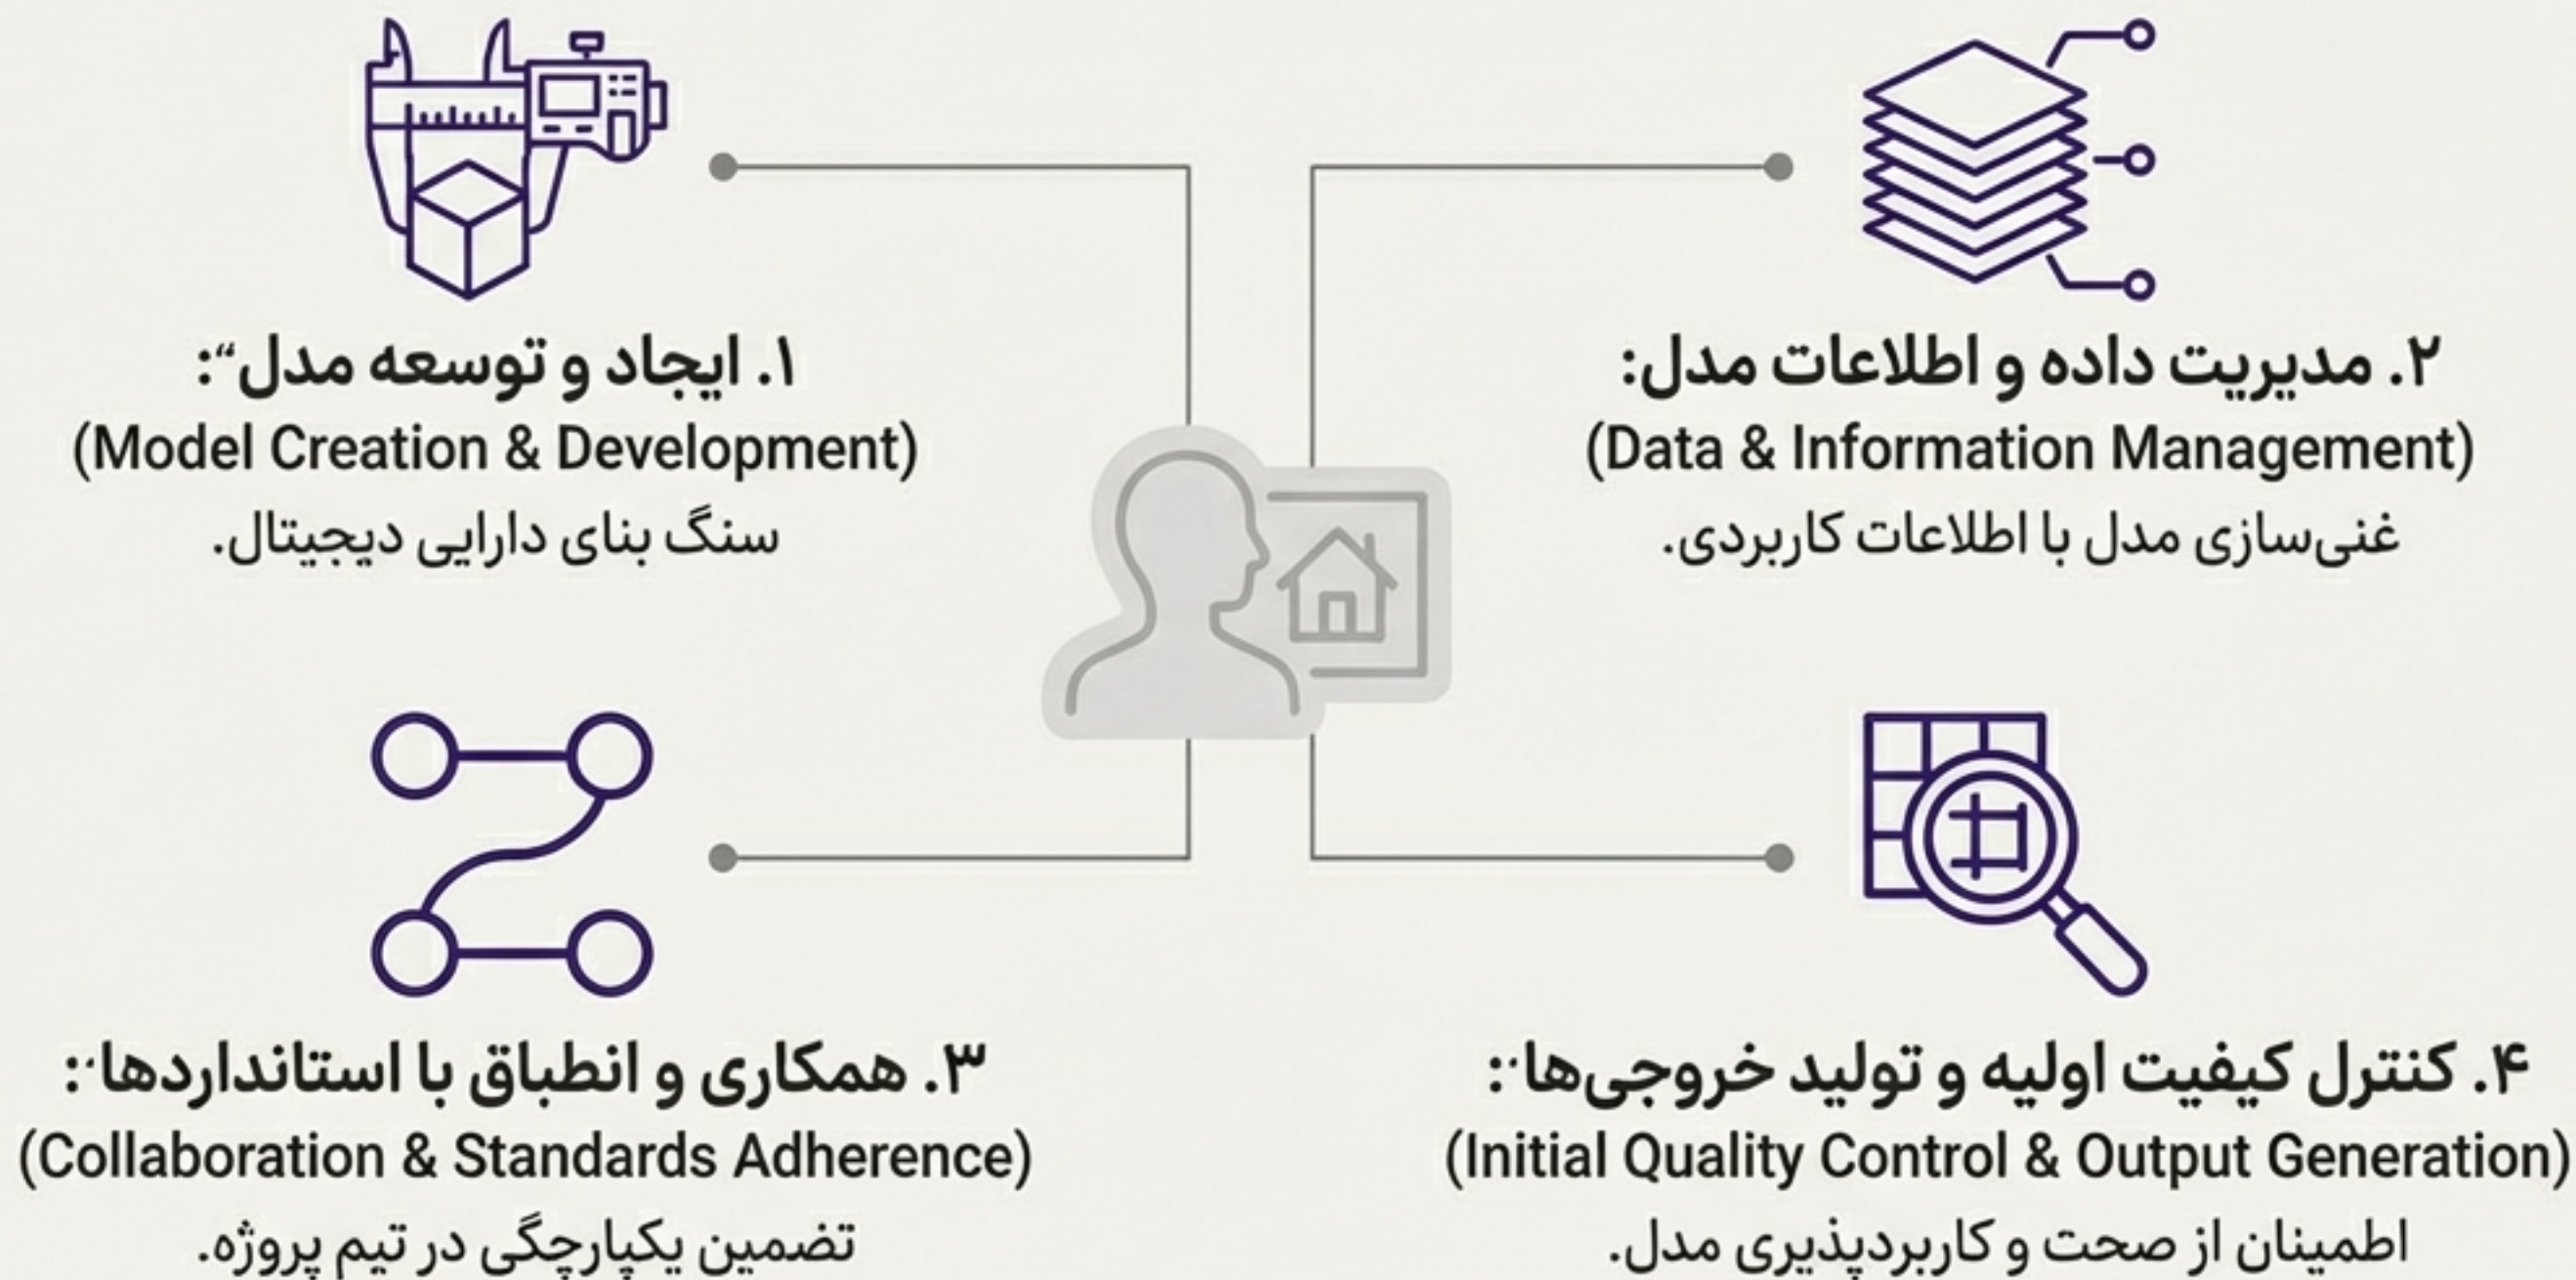 ۱. ایجاد و توسعه مدل“:
(Model Creation & Development)
سنگ بنای دارایی دیجیتال.
۲. مدیریت داده و اطلاعات مدل:
(Data & Information Management)
غنی‌سازی مدل با اطلاعات کاربردی.
۳. همکاری و انطباق با استانداردها:
(Collaboration & Standards Adherence)
تضمین یکپارچگی در تیم پروژه.
۴. کنترل کیفیت اولیه و تولید خروجی‌ها:
(Initial Quality Control & Output Generation)
اطمینان از صحت و کاربردپذیری مدل.